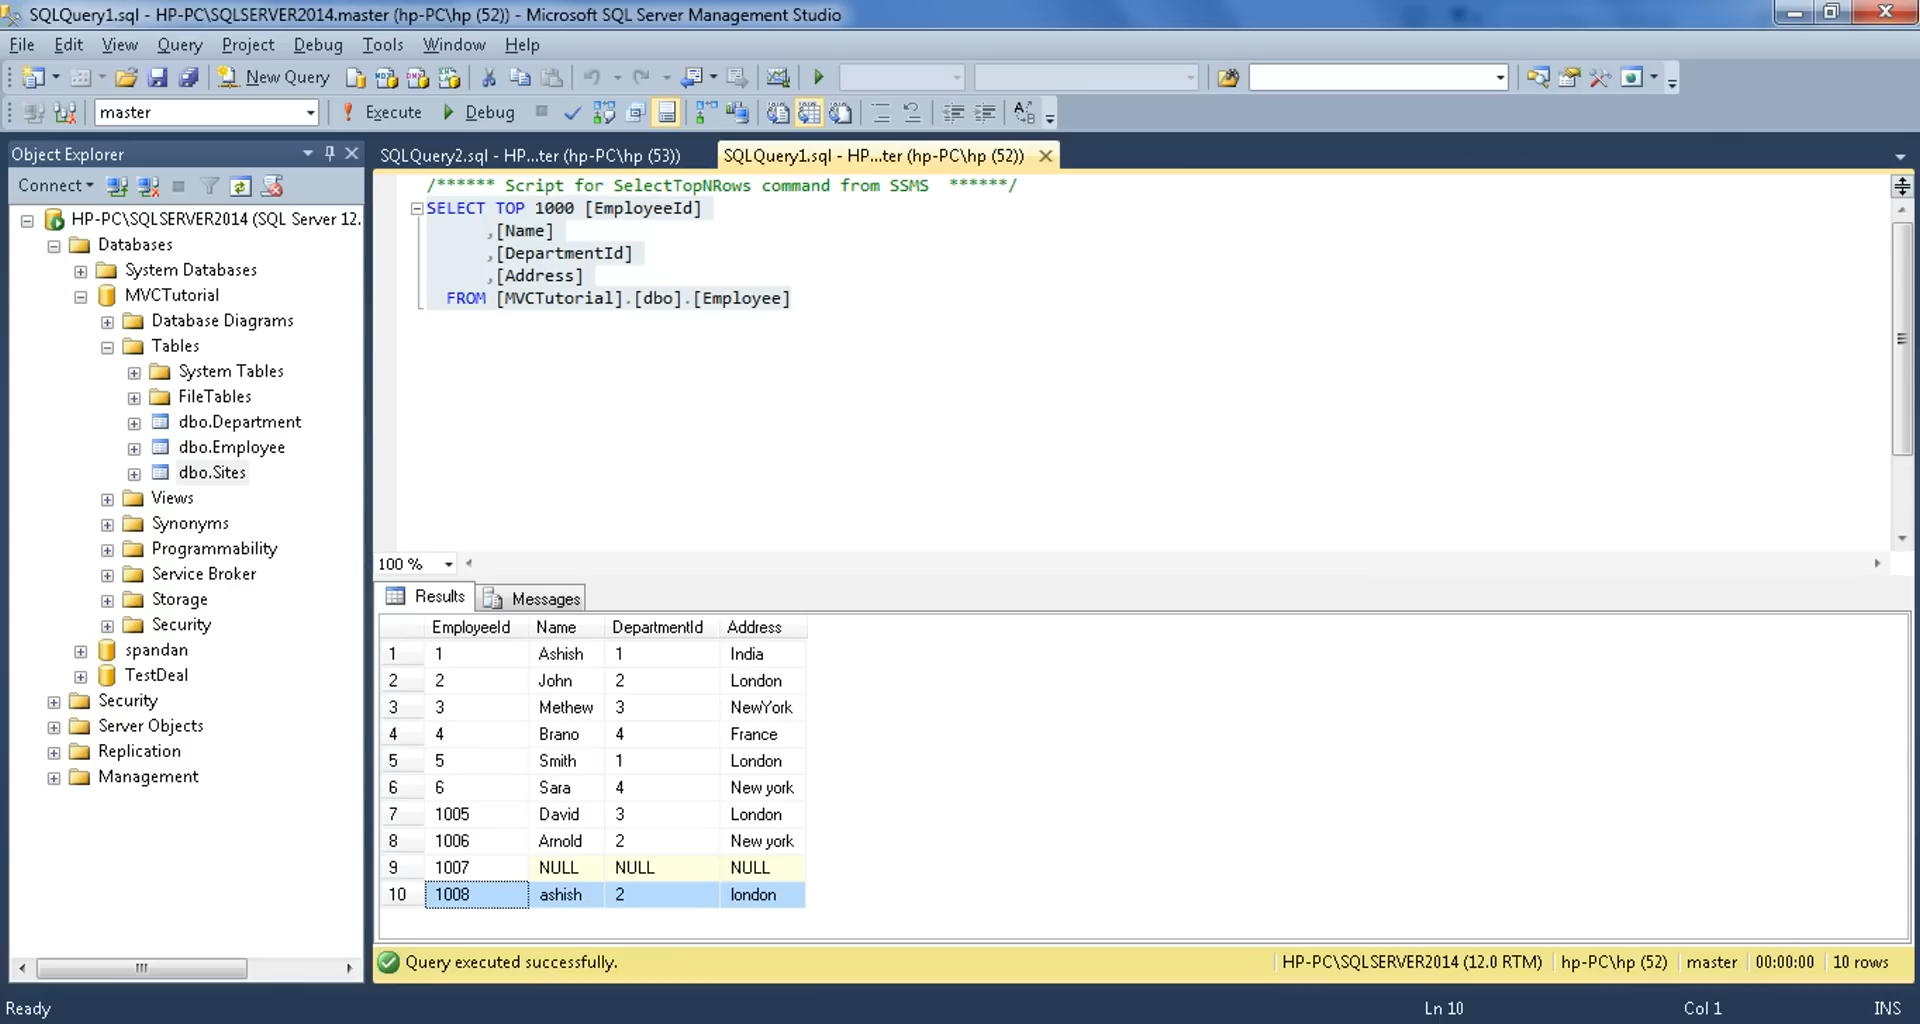 SQLQuery1.sql - HP-PC\SQLSERVER2014.master (hp-PC\hp (52)) - Microsoft SQL Server Management Studio
File Edit View Query Project Debug Tools Window Help
New Query
master Execute Debug
Object Explorer
SQLQuery2.sql - HP...ter (hp-PC\hp (53)) SQLQuery1.sql - HP...ter (hp-PC\hp (52))
Connect
HP-PC\SQLSERVER2014 (SQL Server 12.
Databases
System Databases
MVCTutorial
Database Diagrams
Tables
System Tables
FileTables
dbo.Department
dbo.Employee
dbo.Sites
Views
Synonyms
Programmability
Service Broker
Storage
Security
spandan
TestDeal
Security
Server Objects
Replication
Management
/****** Script for SelectTopNRows command from SSMS ******/
SELECT TOP 1000 [EmployeeId]
,[Name]
,[DepartmentId]
,[Address]
FROM [MVCTutorial].[dbo].[Employee]
100 %
Results Messages
EmployeeId Name DepartmentId Address
1 1 Ashish 1 India
2 2 John 2 London
3 3 Methew 3 NewYork
4 4 Brano 4 France
5 5 Smith 1 London
6 6 Sara 4 New york
7 1005 David 3 London
8 1006 Arnold 2 New york
9 1007 NULL NULL NULL
10 1008 ashish 2 london
Query executed successfully. HP-PC\SQLSERVER2014 (12.0 RTM) hp-PC\hp (52) master 00:00:00 10 rows
Ready Ln 10 Col 1 INS